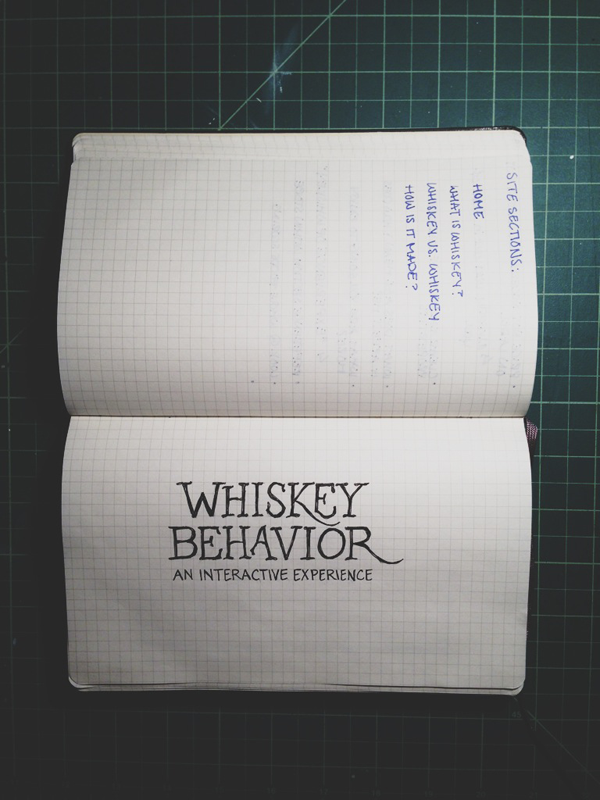 SITE SECTIONS:
HOME
WHAT IS WHISKEY?
WHISKEY VS. WHISKEY
HOW IS IT MADE?
WHISKEY
BEHAVIOR
AN INTERACTIVE EXPERIENCE